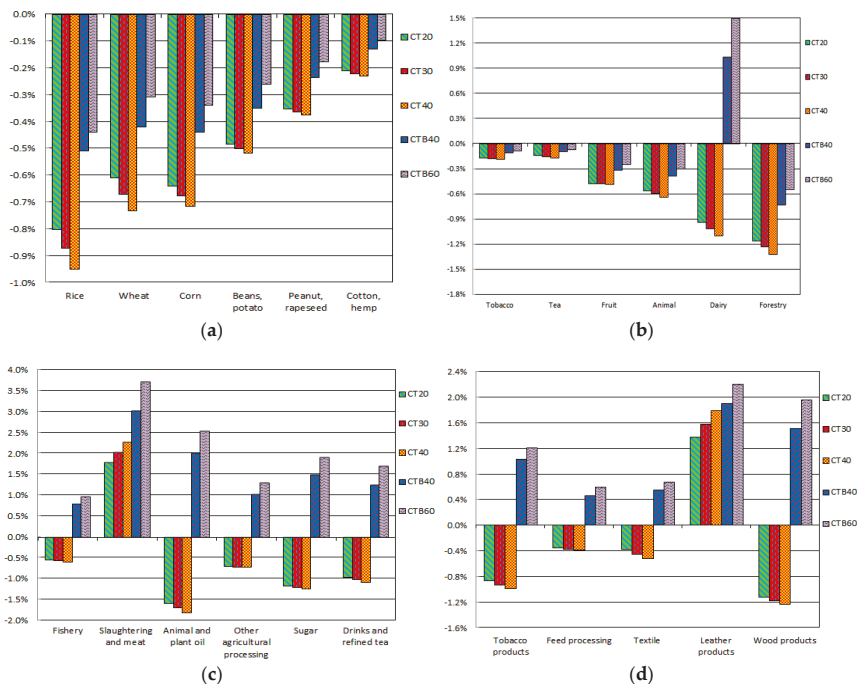 0.0%
-0.1%
-0.2%
-0.3%
-0.4%
-0.5%
-0.6%
-0.7%
-0.8%
-0.9%
-1.0%
CT20
CT30
CT40
CTB40
CTB60
Rice Wheat Corn Beans, Peanut, Cotton,
potato rapeseed hemp
(a)
1.5%
1.2%
0.9%
0.6%
0.3%
0.0%
-0.3%
-0.6%
-0.9%
-1.2%
-1.5%
-1.8%
CT20
CT30
CT40
CTB40
CTB60
Tobacco Tea Fruit Animal Dairy Forestry
(b)
4.0%
3.5%
3.0%
2.5%
2.0%
1.5%
1.0%
0.5%
0.0%
-0.5%
-1.0%
-1.5%
-2.0%
CT20
CT30
CT40
CTB40
CTB60
Fishery Slaughtering Animal and Other Sugar Drinks and
and meat plant oil agricultural refined tea
processing
(c)
2.4%
2.0%
1.6%
1.2%
0.8%
0.4%
0.0%
-0.4%
-0.8%
-1.2%
-1.6%
CT20
CT30
CT40
CTB40
CTB60
Tobacco Feed processing Textile Leather Wood products
products products
(d)